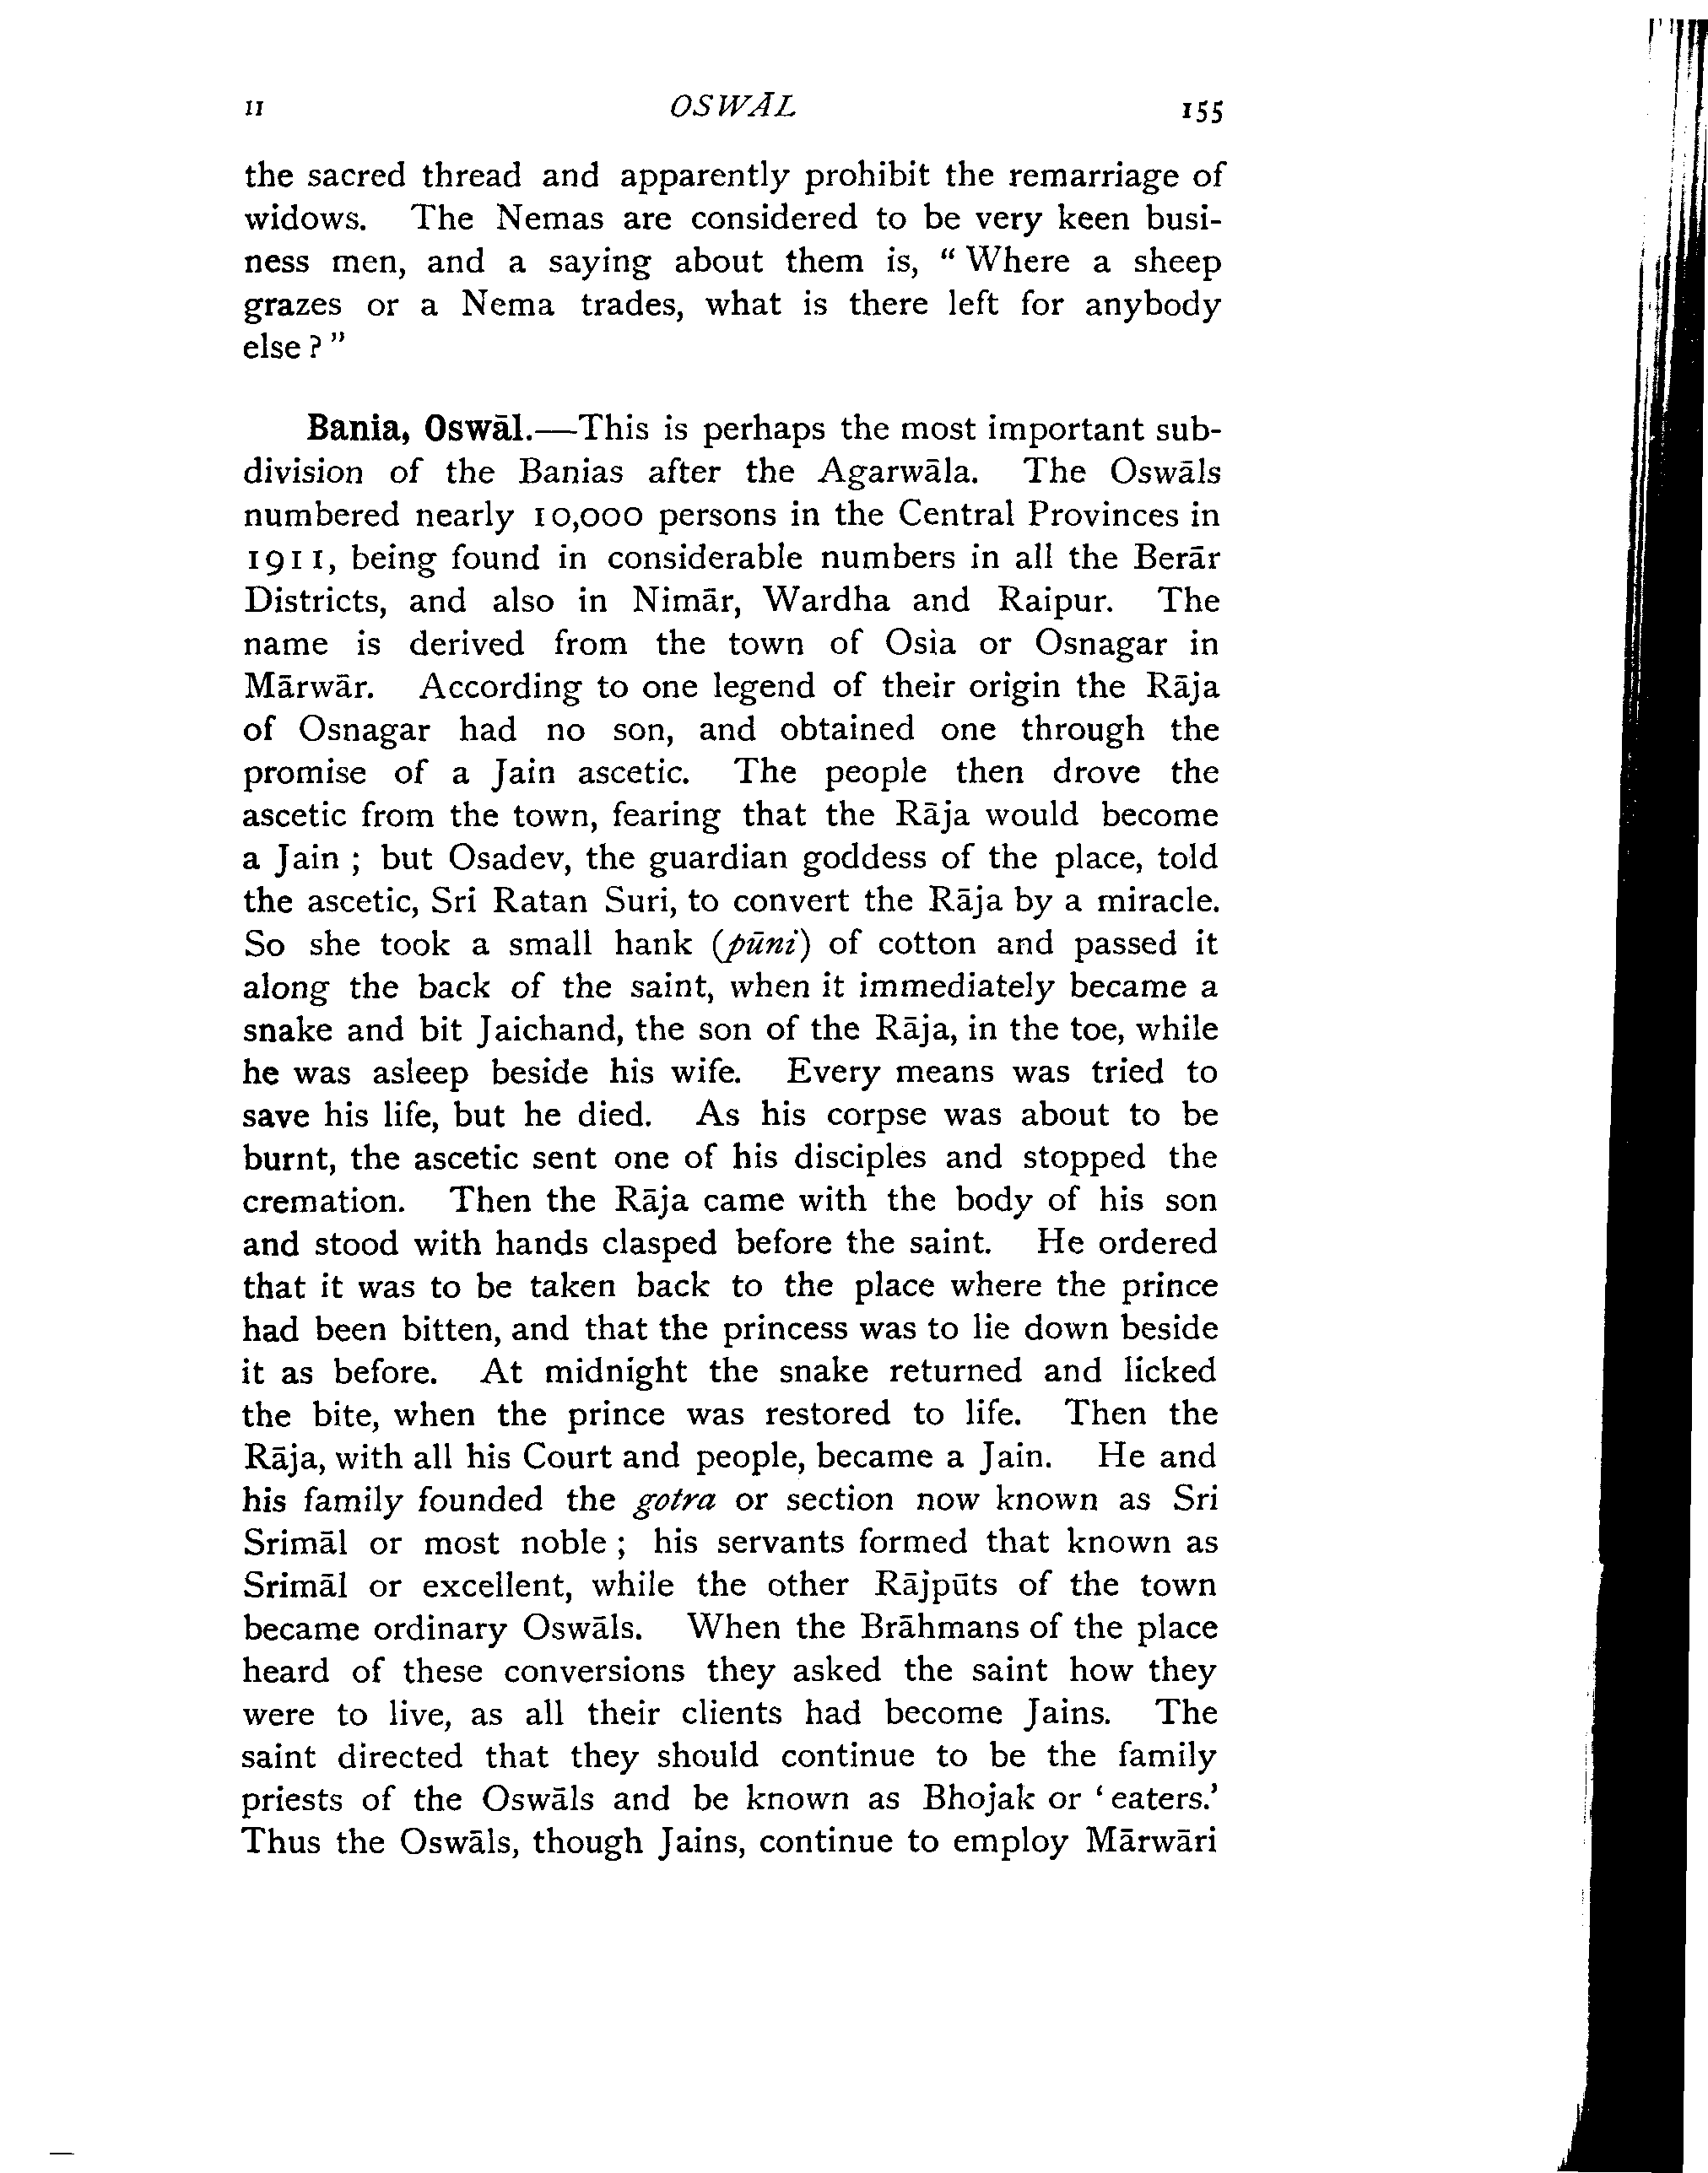 II OSWĀL 155
the sacred thread and apparently prohibit the remarriage of
widows. The Nemas are considered to be very keen busi-
ness men, and a saying about them is, “ Where a sheep
grazes or a Nema trades, what is there left for anybody
else ? ”
Bania, Oswāl.—This is perhaps the most important sub-
division of the Banias after the Agarwāla. The Oswāls
numbered nearly 10,000 persons in the Central Provinces in
1911, being found in considerable numbers in all the Berār
Districts, and also in Nimār, Wardha and Raipur. The
name is derived from the town of Osia or Osnagar in
Mārwār. According to one legend of their origin the Rāja
of Osnagar had no son, and obtained one through the
promise of a Jain ascetic. The people then drove the
ascetic from the town, fearing that the Rāja would become
a Jain ; but Osadev, the guardian goddess of the place, told
the ascetic, Sri Ratan Suri, to convert the Rāja by a miracle.
So she took a small hank (pūni) of cotton and passed it
along the back of the saint, when it immediately became a
snake and bit Jaichand, the son of the Rāja, in the toe, while
he was asleep beside his wife. Every means was tried to
save his life, but he died. As his corpse was about to be
burnt, the ascetic sent one of his disciples and stopped the
cremation. Then the Rāja came with the body of his son
and stood with hands clasped before the saint. He ordered
that it was to be taken back to the place where the prince
had been bitten, and that the princess was to lie down beside
it as before. At midnight the snake returned and licked
the bite, when the prince was restored to life. Then the
Rāja, with all his Court and people, became a Jain. He and
his family founded the gotra or section now known as Sri
Srimāl or most noble ; his servants formed that known as
Srimāl or excellent, while the other Rājpūts of the town
became ordinary Oswāls. When the Brāhmans of the place
heard of these conversions they asked the saint how they
were to live, as all their clients had become Jains. The
saint directed that they should continue to be the family
priests of the Oswāls and be known as Bhojak or ‘ eaters.’
Thus the Oswāls, though Jains, continue to employ Mārwāri